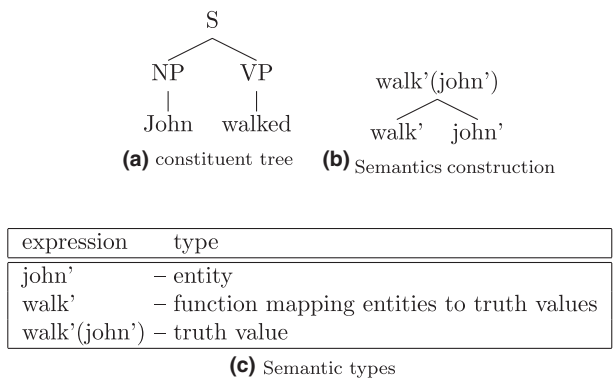 S
NP VP
John walked
(a) constituent tree
walk'(john')
walk' john'
(b) Semantics construction
expression type
john' – entity
walk' – function mapping entities to truth values
walk'(john') – truth value
(c) Semantic types